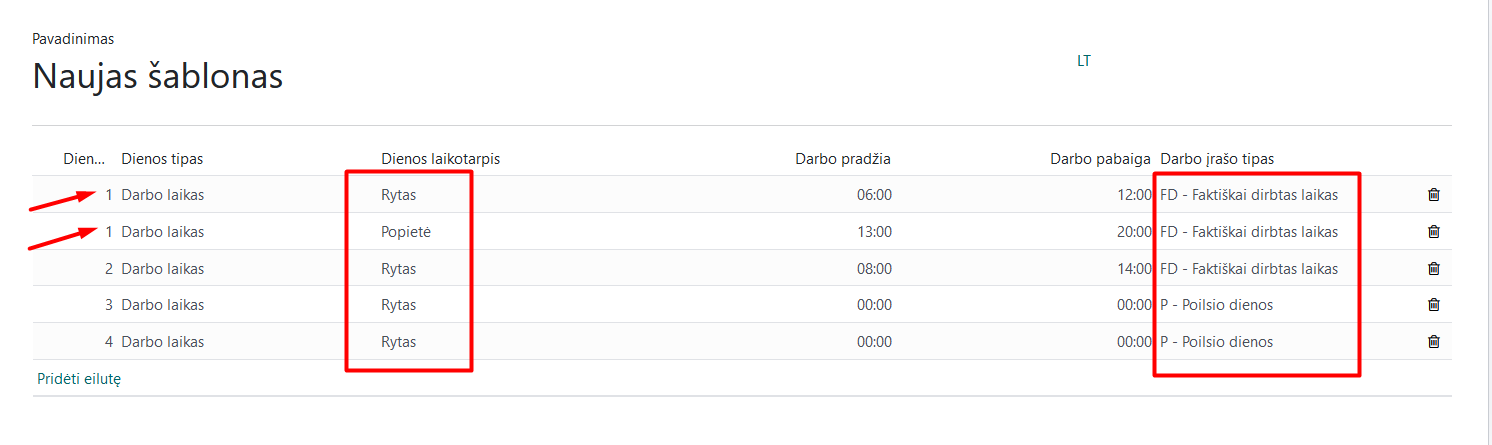 Pavadinimas
LT
Naujas šablonas
Dien... Dienos tipas Dienos laikotarpis Darbo pradžia Darbo pabaiga Darbo įrašo tipas
1 Darbo laikas Rytas 06:00 12:00 FD - Faktiškai dirbtas laikas
1 Darbo laikas Popietė 13:00 20:00 FD - Faktiškai dirbtas laikas
2 Darbo laikas Rytas 08:00 14:00 FD - Faktiškai dirbtas laikas
3 Darbo laikas Rytas 00:00 00:00 P - Poilsio dienos
4 Darbo laikas Rytas 00:00 00:00 P - Poilsio dienos
Pridėti eilutę